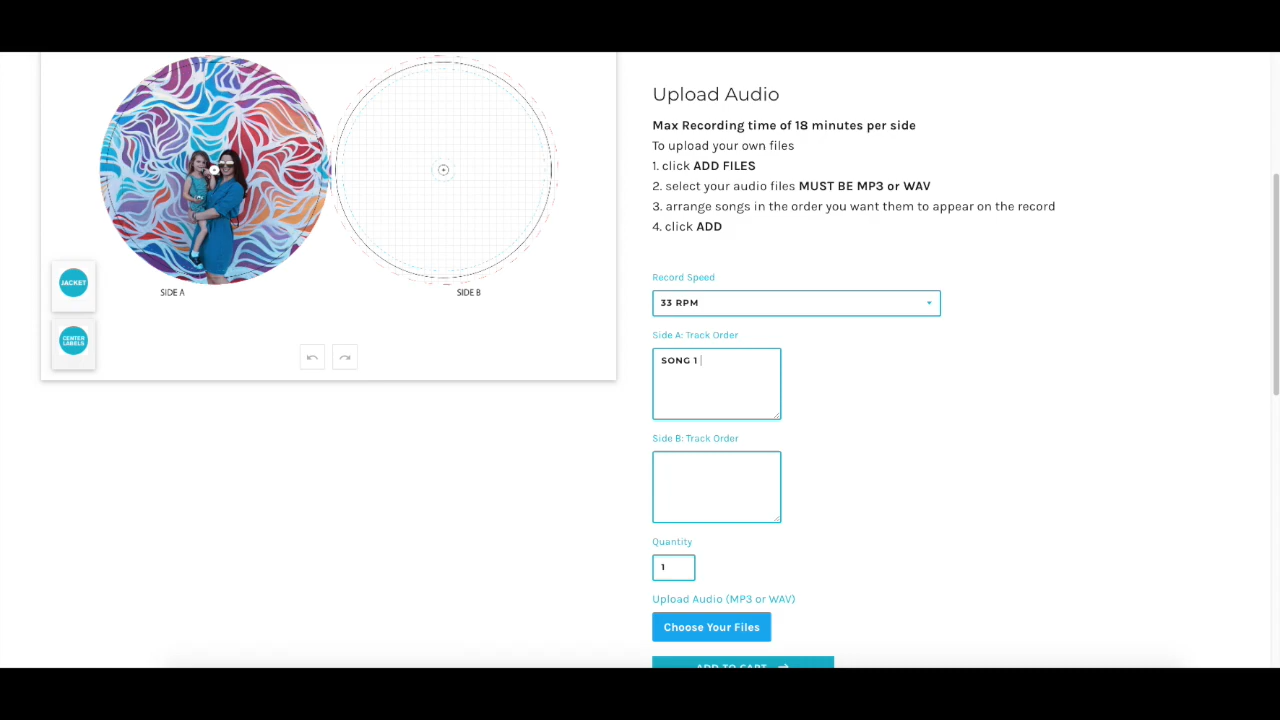 SIDE A
SIDE B
JACKET
CENTER
LABELS
Upload Audio
Max Recording time of 18 minutes per side
To upload your own files
1. click ADD FILES
2. select your audio files MUST BE MP3 or WAV
3. arrange songs in the order you want them to appear on the record
4. click ADD
Record Speed
33 RPM
Side A: Track Order
SONG 1
Side B: Track Order
Quantity
1
Upload Audio (MP3 or WAV)
Choose Your Files
ADD TO CART